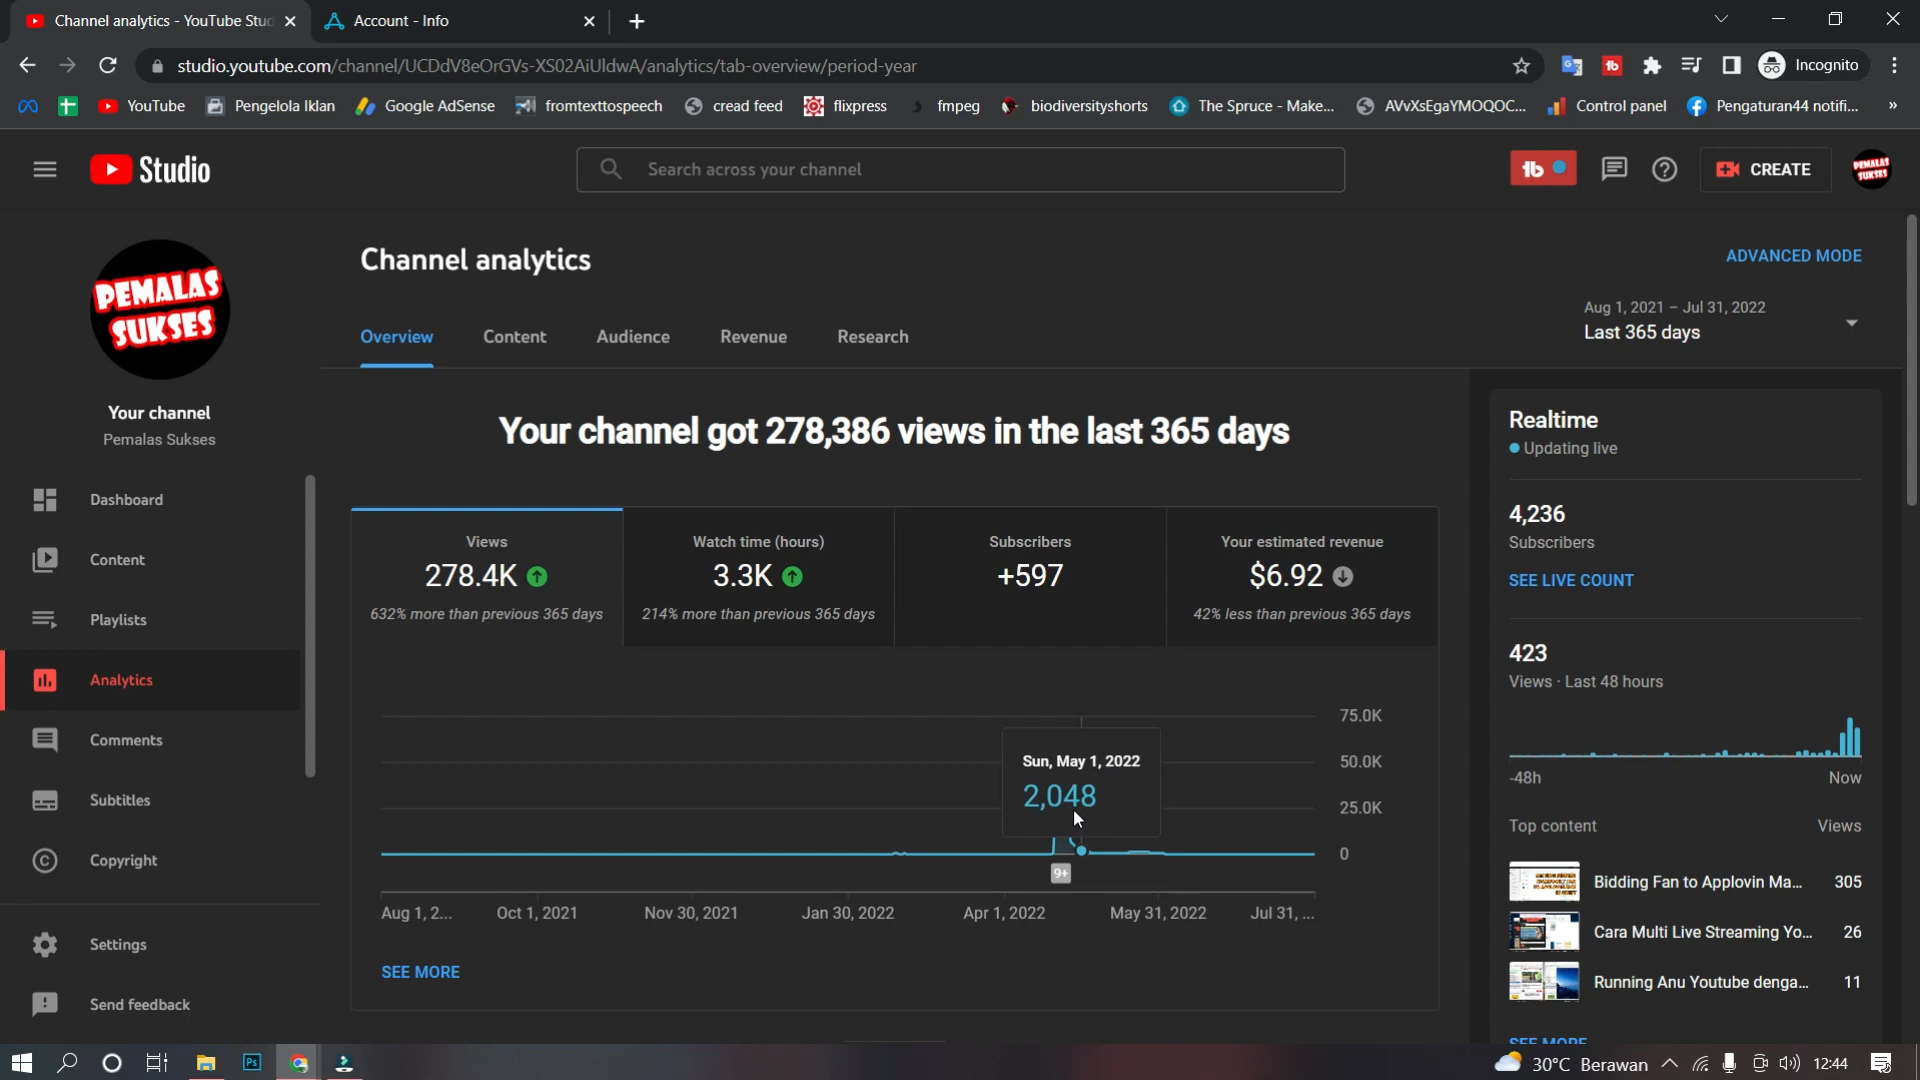 Channel analytics - YouTube Stud
Account - Info
studio.youtube.com/channel/UCDdV8eOrGVs-XS02AiUldwA/analytics/tab-overview/period-year
Incognito
YouTube
Pengelola Iklan
Google AdSense
fromtexttospeech
cread feed
flixpress
fmpeg
biodiversityshorts
The Spruce - Make...
AVvXsEgaYMOQOC...
Control panel
Pengaturan44 notifi...
»
Studio
Search across your channel
tb
CREATE
PEMALAS
SUKSES
PEMALAS
SUKSES
Your channel
Pemalas Sukses
Dashboard
Content
Playlists
Analytics
Comments
Subtitles
Copyright
Settings
Send feedback
Channel analytics
ADVANCED MODE
Overview
Content
Audience
Revenue
Research
Aug 1, 2021 – Jul 31, 2022
Last 365 days
Your channel got 278,386 views in the last 365 days
Views
278.4K
632% more than previous 365 days
Watch time (hours)
3.3K
214% more than previous 365 days
Subscribers
+597
Your estimated revenue
$6.92
42% less than previous 365 days
75.0K
50.0K
25.0K
0
Sun, May 1, 2022
2,048
9+
Aug 1, 2...
Oct 1, 2021
Nov 30, 2021
Jan 30, 2022
Apr 1, 2022
May 31, 2022
Jul 31, ...
SEE MORE
Realtime
Updating live
4,236
Subscribers
SEE LIVE COUNT
423
Views · Last 48 hours
-48h
Now
Top content
Views
Bidding Fan to Applovin Ma...
305
Cara Multi Live Streaming Yo...
26
Running Anu Youtube denga...
11
SEE MORE
Ps
30°C Berawan
12:44